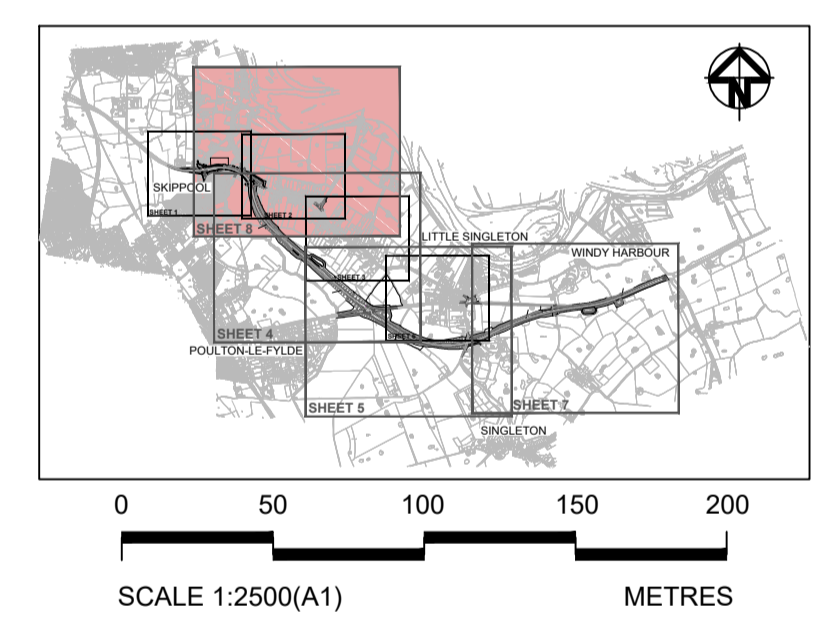 N
SKIPPOOL
SHEET 1
SHEET 2
SHEET 8
LITTLE SINGLETON
WINDY HARBOUR
SHEET 3
SHEET 4
POULTON-LE-FYLDE
SHEET 5
SHEET 7
SINGLETON
0 50 100 150 200
SCALE 1:2500(A1) METRES